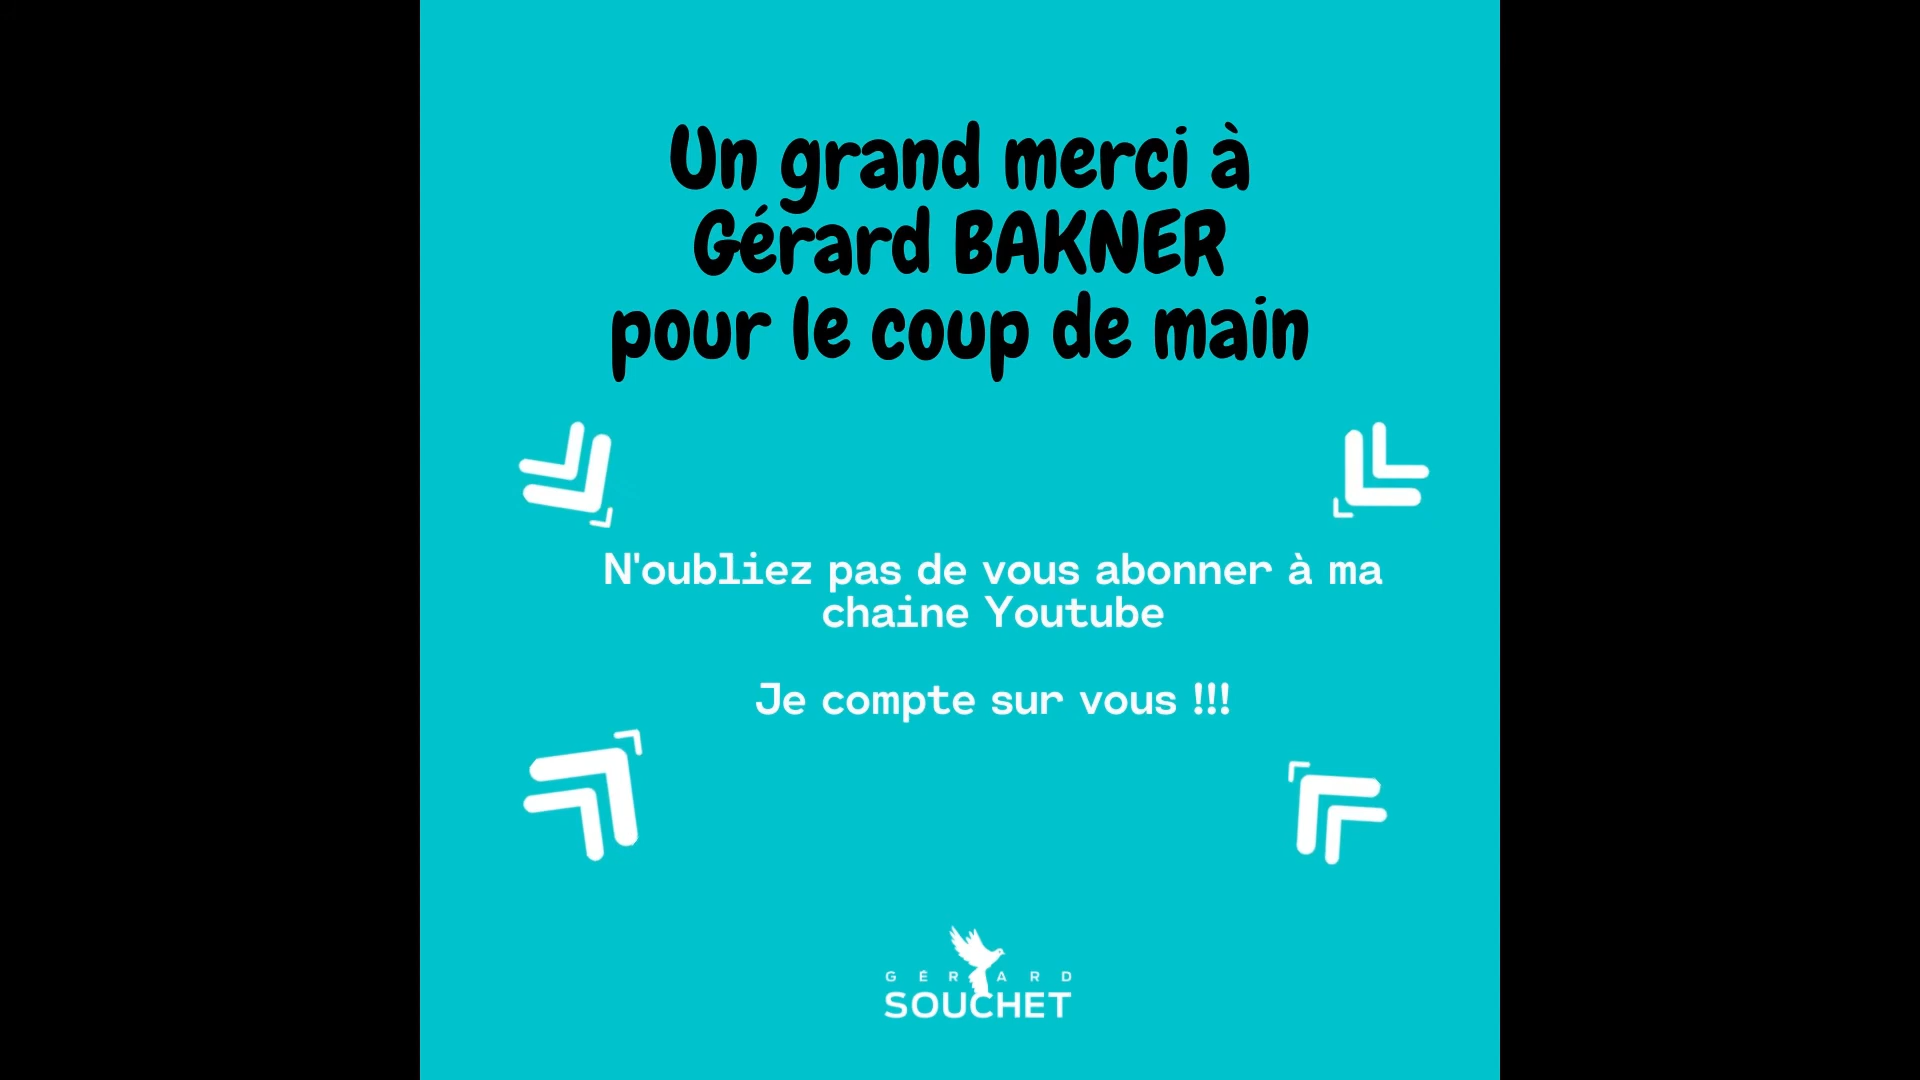 Un grand merci à
Gérard BAKNER
pour le coup de main
N'oubliez pas de vous abonner à ma
chaine Youtube
Je compte sur vous !!!
GÉRARD
SOUCHET